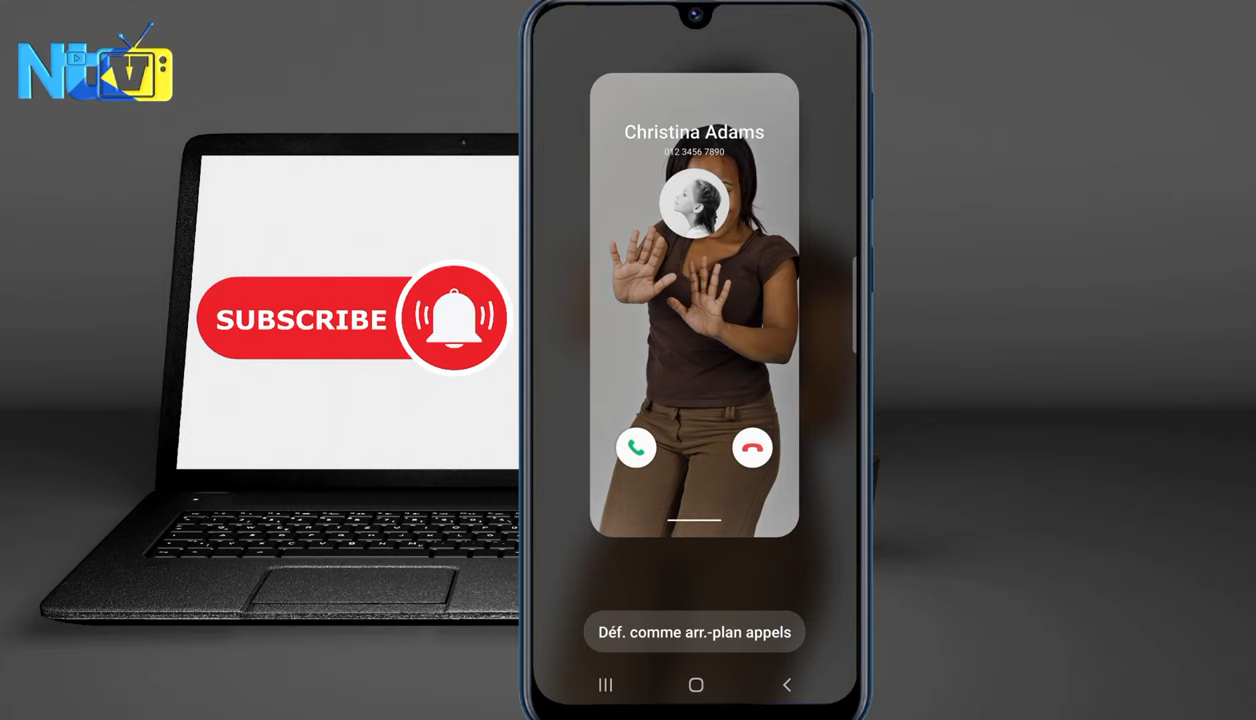 NtV
SUBSCRIBE
Christina Adams
012 3456 7890
Déf. comme arr.-plan appels